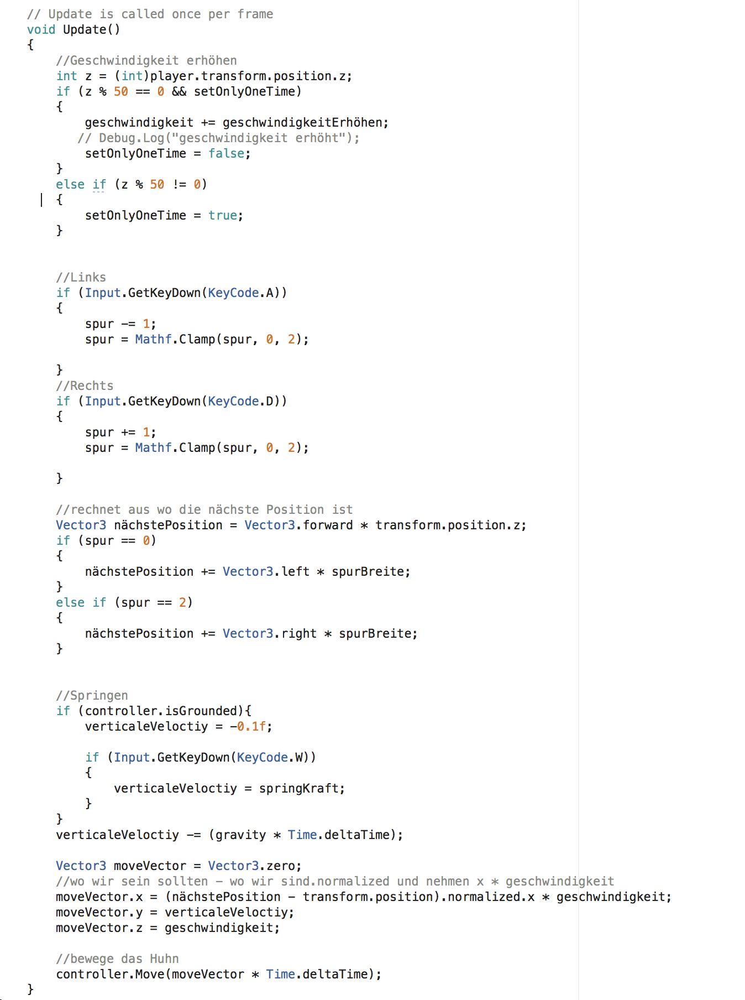 // Update is called once per frame
void Update()
{
    //Geschwindigkeit erhöhen
    int z = (int)player.transform.position.z;
    if (z % 50 == 0 && setOnlyOneTime)
    {
        geschwindigkeit += geschwindigkeitErhöhen;
       // Debug.Log("geschwindigkeit erhöht");
        setOnlyOneTime = false;
    }
    else if (z % 50 != 0)
    {
        setOnlyOneTime = true;
    }
    //Links
    if (Input.GetKeyDown(KeyCode.A))
    {
        spur -= 1;
        spur = Mathf.Clamp(spur, 0, 2);
    }
    //Rechts
    if (Input.GetKeyDown(KeyCode.D))
    {
        spur += 1;
        spur = Mathf.Clamp(spur, 0, 2);
    }
    //rechnet aus wo die nächste Position ist
    Vector3 nächstePosition = Vector3.forward * transform.position.z;
    if (spur == 0)
    {
        nächstePosition += Vector3.left * spurBreite;
    }
    else if (spur == 2)
    {
        nächstePosition += Vector3.right * spurBreite;
    }
    //Springen
    if (controller.isGrounded){
        verticaleVeloctiy = -0.1f;
        if (Input.GetKeyDown(KeyCode.W))
        {
            verticaleVeloctiy = springKraft;
        }
    }
    verticaleVeloctiy -= (gravity * Time.deltaTime);
    Vector3 moveVector = Vector3.zero;
    //wo wir sein sollten - wo wir sind.normalized und nehmen x * geschwindigkeit
    moveVector.x = (nächstePosition - transform.position).normalized.x * geschwindigkeit;
    moveVector.y = verticaleVeloctiy;
    moveVector.z = geschwindigkeit;
    //bewege das Huhn
    controller.Move(moveVector * Time.deltaTime);
}